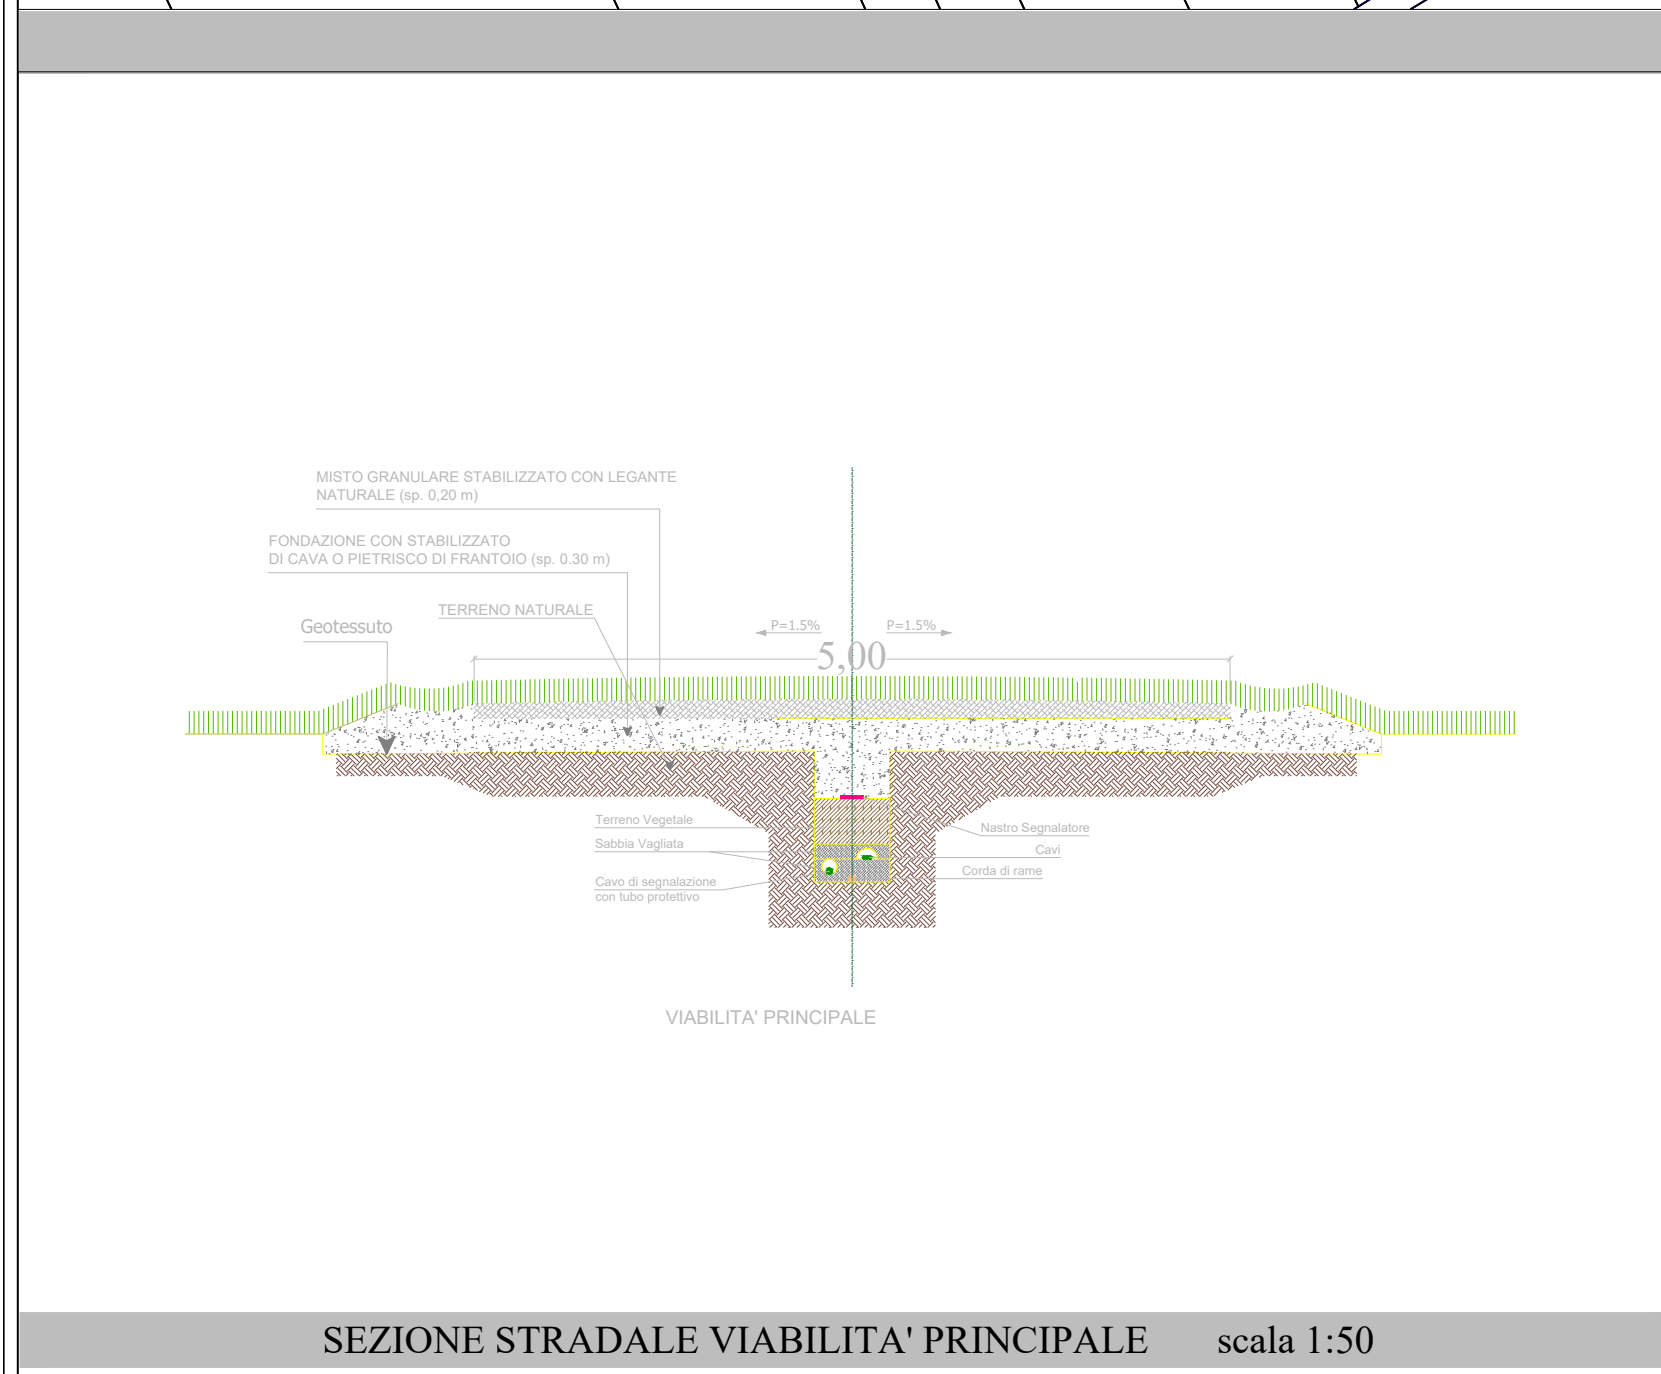 MISTO GRANULARE STABILIZZATO CON LEGANTE
NATURALE (sp. 0,20 m)
FONDAZIONE CON STABILIZZATO
DI CAVA O PIETRISCO DI FRANTOIO (sp. 0.30 m)
TERRENO NATURALE
Geotessuto
P=1.5%
P=1.5%
5,00
Terreno Vegetale
Sabbia Vagliata
Cavo di segnalazione
con tubo protettivo
Nastro Segnalatore
Cavi
Corda di rame
VIABILITA' PRINCIPALE
SEZIONE STRADALE VIABILITA' PRINCIPALE scala 1:50